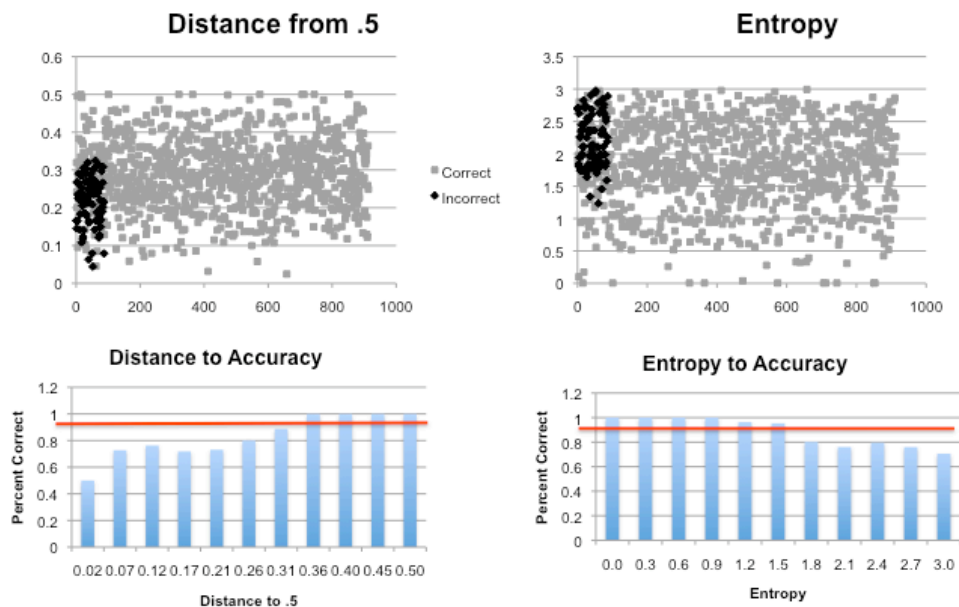 Distance from .5
0.6
0.5
0.4
0.3
0.2
0.1
0
0 200 400 600 800 1000
Correct
Incorrect
Entropy
3.5
3
2.5
2
1.5
1
0.5
0
0 200 400 600 800 1000
Distance to Accuracy
Percent Correct
1.2
1
0.8
0.6
0.4
0.2
0
0.02 0.07 0.12 0.17 0.21 0.26 0.31 0.36 0.40 0.45 0.50
Distance to .5
Entropy to Accuracy
Percent Correct
1.2
1
0.8
0.6
0.4
0.2
0
0.0 0.3 0.6 0.9 1.2 1.5 1.8 2.1 2.4 2.7 3.0
Entropy